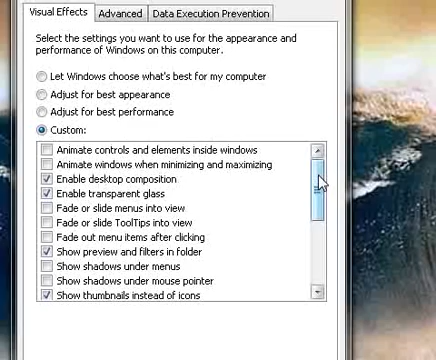 Visual Effects Advanced Data Execution Prevention
Select the settings you want to use for the appearance and
performance of Windows on this computer.
Let Windows choose what's best for my computer
Adjust for best appearance
Adjust for best performance
Custom:
Animate controls and elements inside windows
Animate windows when minimizing and maximizing
Enable desktop composition
Enable transparent glass
Fade or slide menus into view
Fade or slide ToolTips into view
Fade out menu items after clicking
Show preview and filters in folder
Show shadows under menus
Show shadows under mouse pointer
Show thumbnails instead of icons